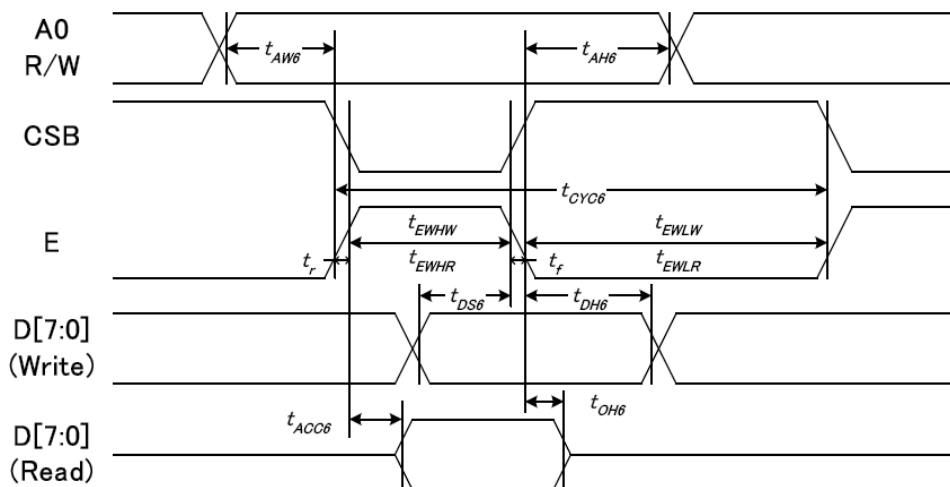 A0
R/W
tAW6
tAH6
CSB
tCYC6
E
tEWHW
tEWLW
tr
tEWHR
tf
tEWLR
tDS6
tDH6
D[7:0]
(Write)
tACC6
tOH6
D[7:0]
(Read)